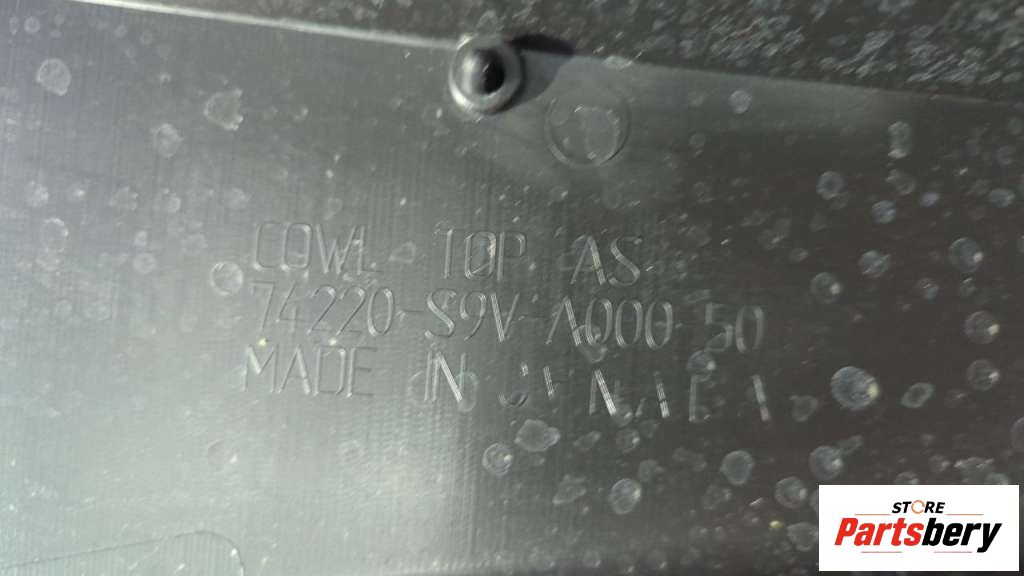 COWL TOP AS
74220-S9V-A000-50
MADE IN
STORE
Partsbery